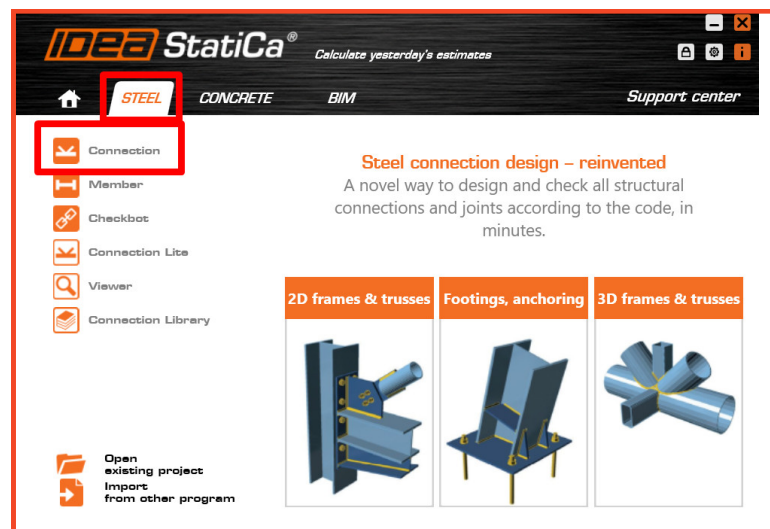 IDEA StatiCa®
Calculate yesterday's estimates
i
STEEL
CONCRETE
BIM
Support center
Connection
Member
Checkbot
Connection Lite
Viewer
Connection Library
Steel connection design – reinvented
A novel way to design and check all structural
connections and joints according to the code, in
minutes.
2D frames & trusses
Footings, anchoring
3D frames & trusses
Open
existing project
Import
from other program